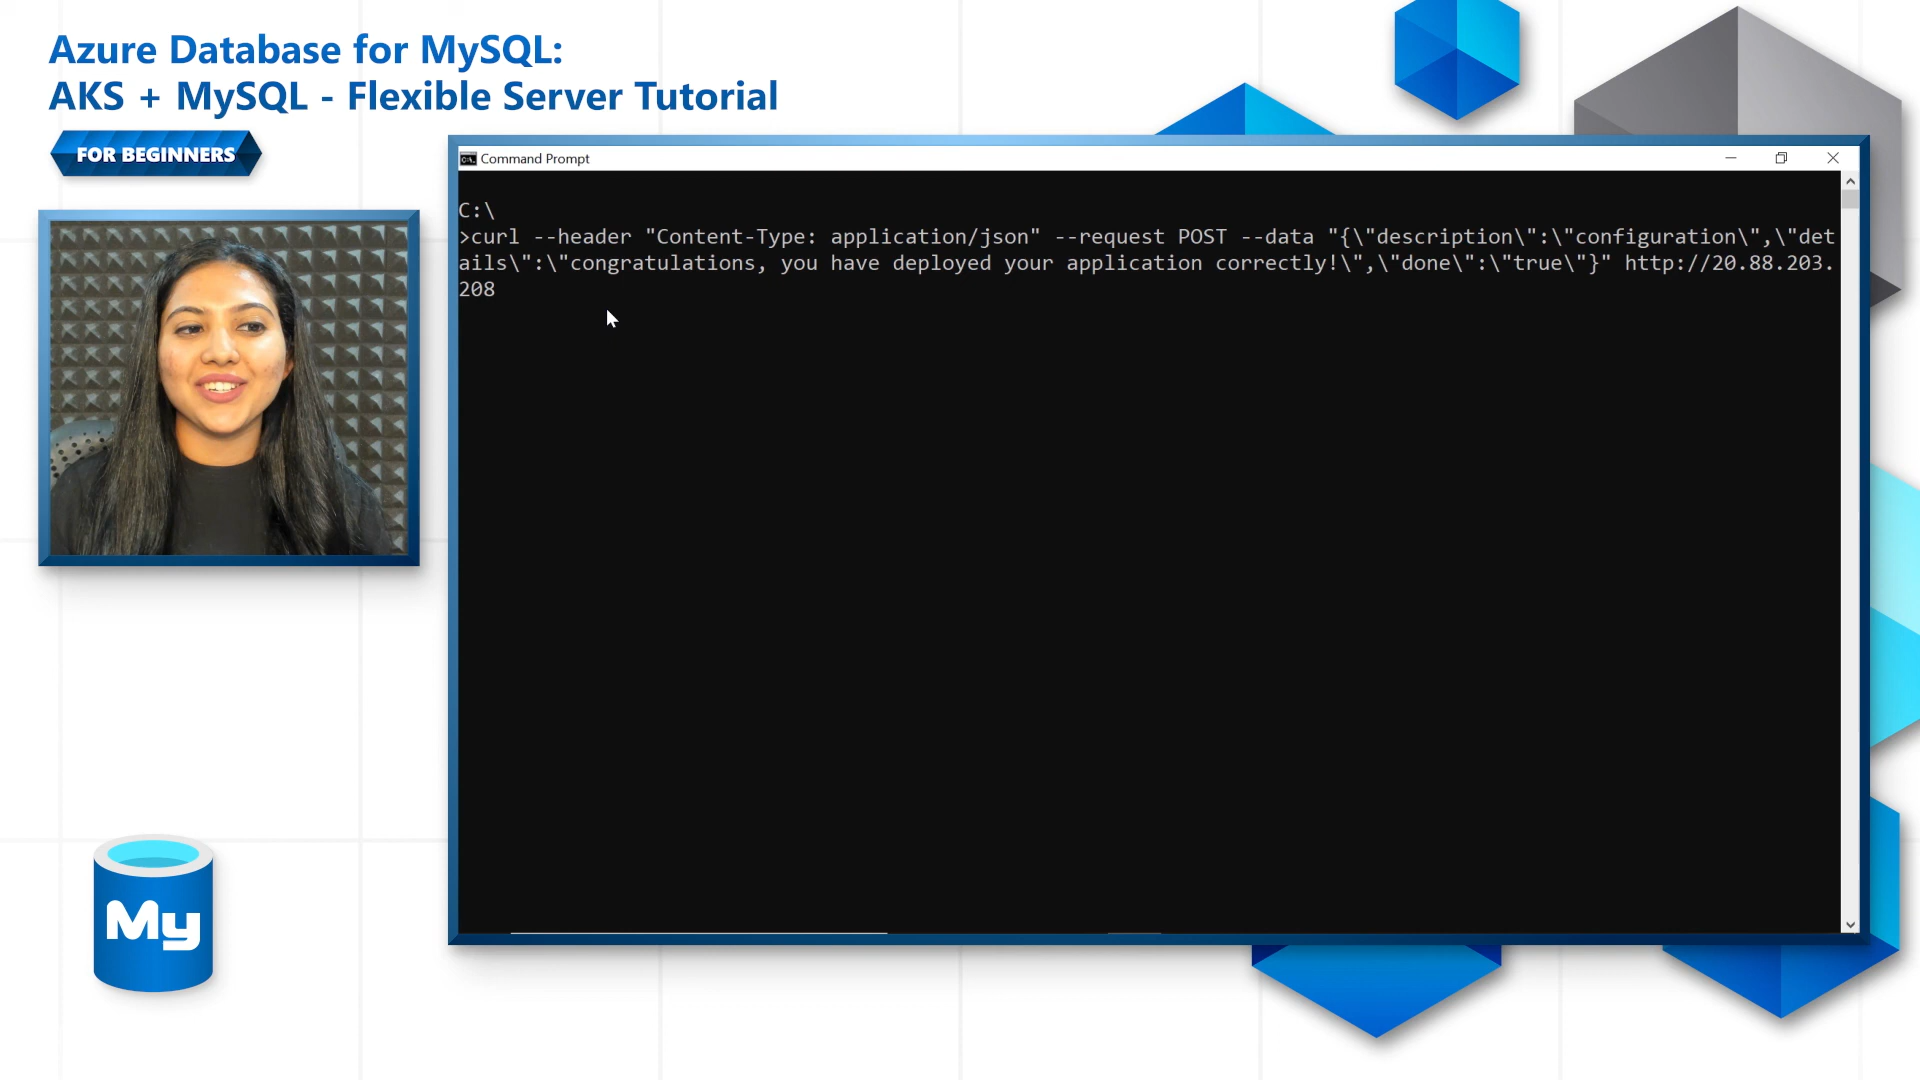 Azure Database for MySQL:
AKS + MySQL - Flexible Server Tutorial
FOR BEGINNERS
C:\. Command Prompt
C:\
>curl --header "Content-Type: application/json" --request POST --data "{\"description\":\"configuration\",\"det
ails\":\"congratulations, you have deployed your application correctly!\",\"done\":\"true\"}" http://20.88.203.
208
My